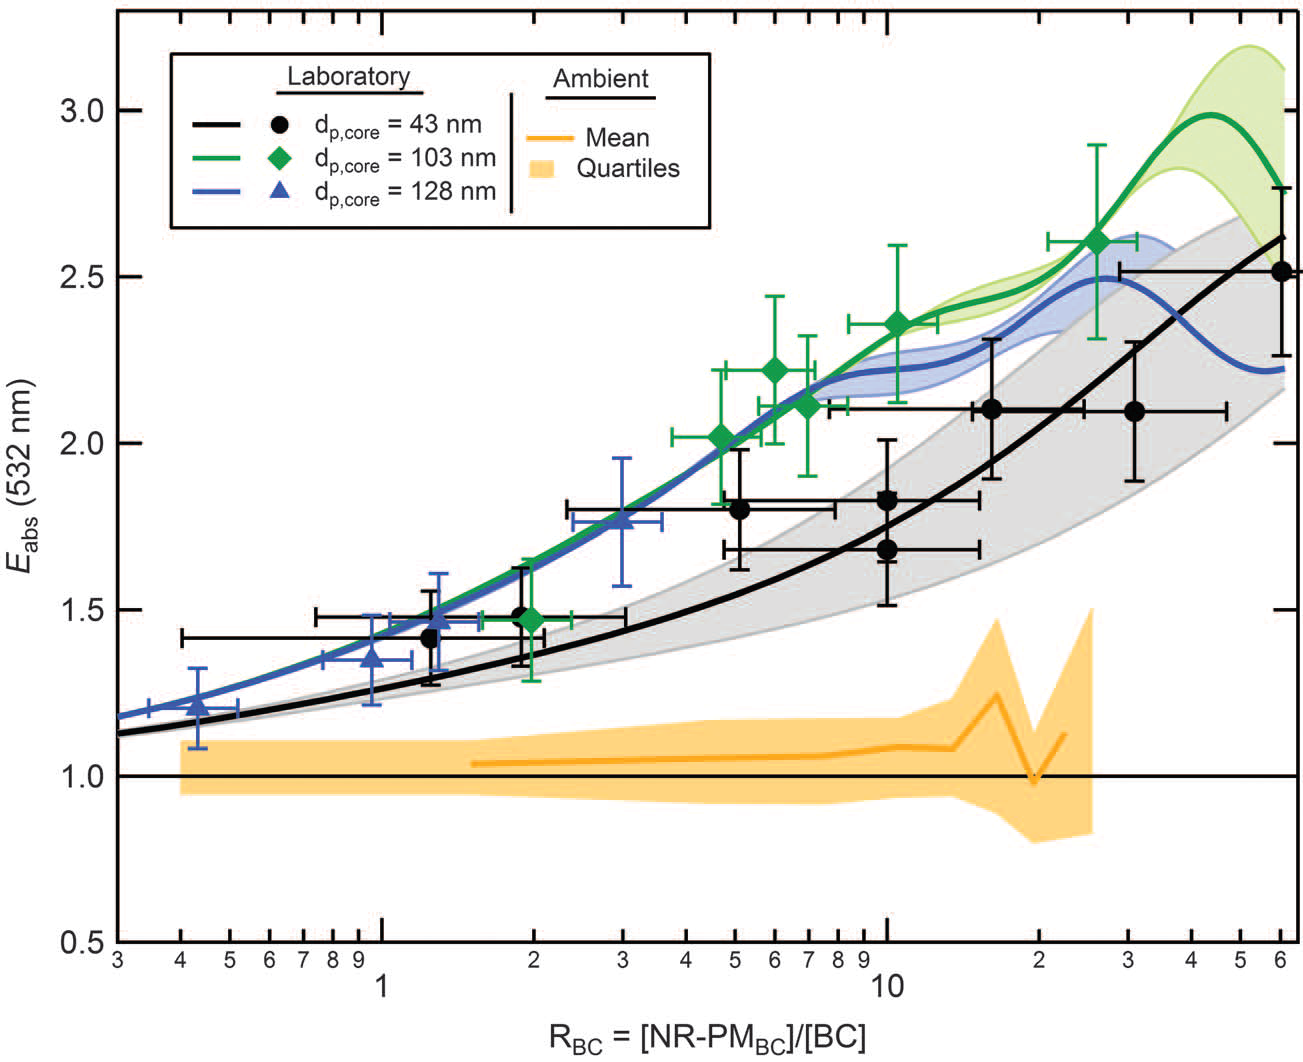 Laboratory Ambient
dp,core = 43 nm
dp,core = 103 nm
dp,core = 128 nm
Mean
Quartiles
3.0
2.5
2.0
1.5
1.0
0.5
Eabs (532 nm)
3 4 5 6 7 8 9 2 3 4 5 6 7 8 9 2 3 4 5 6
1 10
RBC = [NR-PMBC]/[BC]